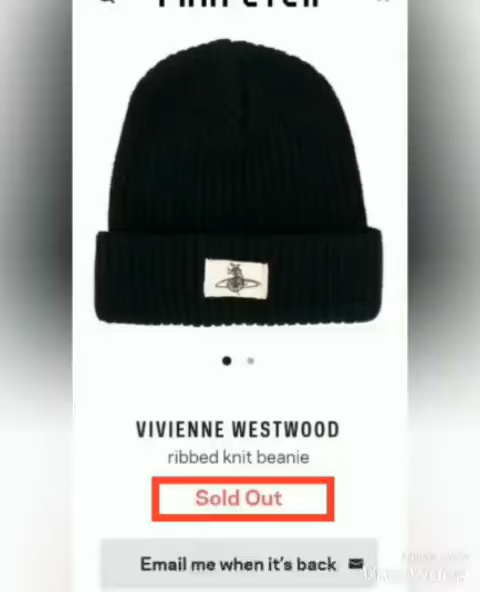 VIVIENNE WESTWOOD
ribbed knit beanie
Sold Out
Email me when it's back